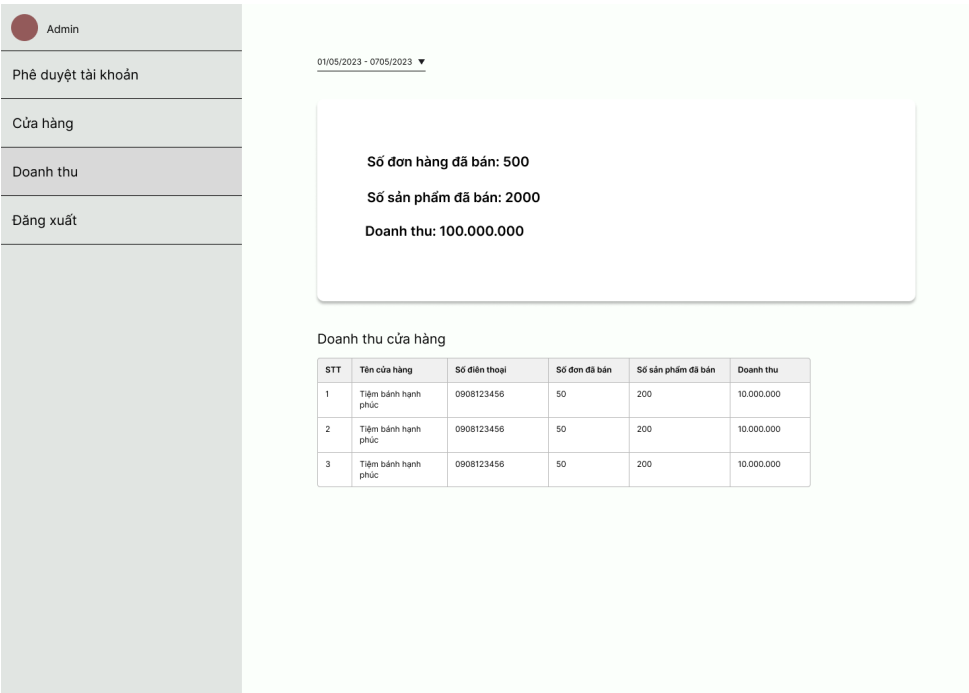 Admin
Phê duyệt tài khoản
Cửa hàng
Doanh thu
Đăng xuất
01/05/2023 - 0705/2023
Số đơn hàng đã bán: 500
Số sản phẩm đã bán: 2000
Doanh thu: 100.000.000
Doanh thu cửa hàng
STT Tên cửa hàng Số điên thoại Số đơn đã bán Số sản phẩm đã bán Doanh thu
1 Tiệm bánh hạnh phúc 0908123456 50 200 10.000.000
2 Tiệm bánh hạnh phúc 0908123456 50 200 10.000.000
3 Tiệm bánh hạnh phúc 0908123456 50 200 10.000.000